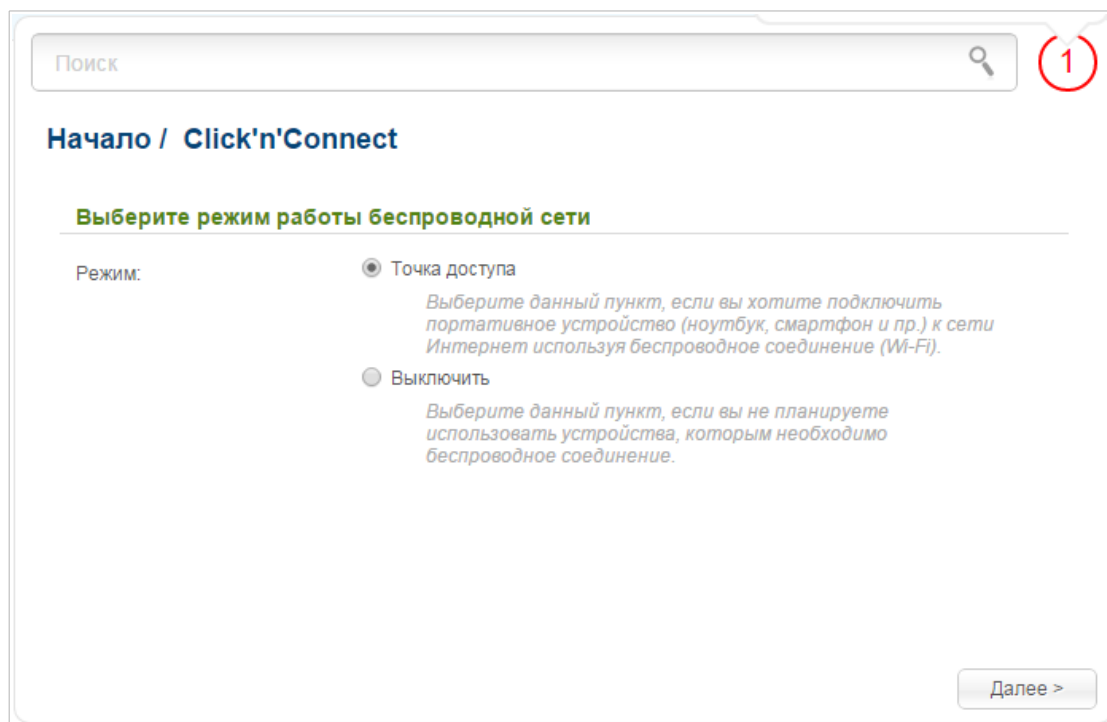 Поиск
1
Начало / Click'n'Connect
Выберите режим работы беспроводной сети
Режим:
Точка доступа
Выберите данный пункт, если вы хотите подключить
портативное устройство (ноутбук, смартфон и пр.) к сети
Интернет используя беспроводное соединение (Wi-Fi).
Выключить
Выберите данный пункт, если вы не планируете
использовать устройства, которым необходимо
беспроводное соединение.
Далее >